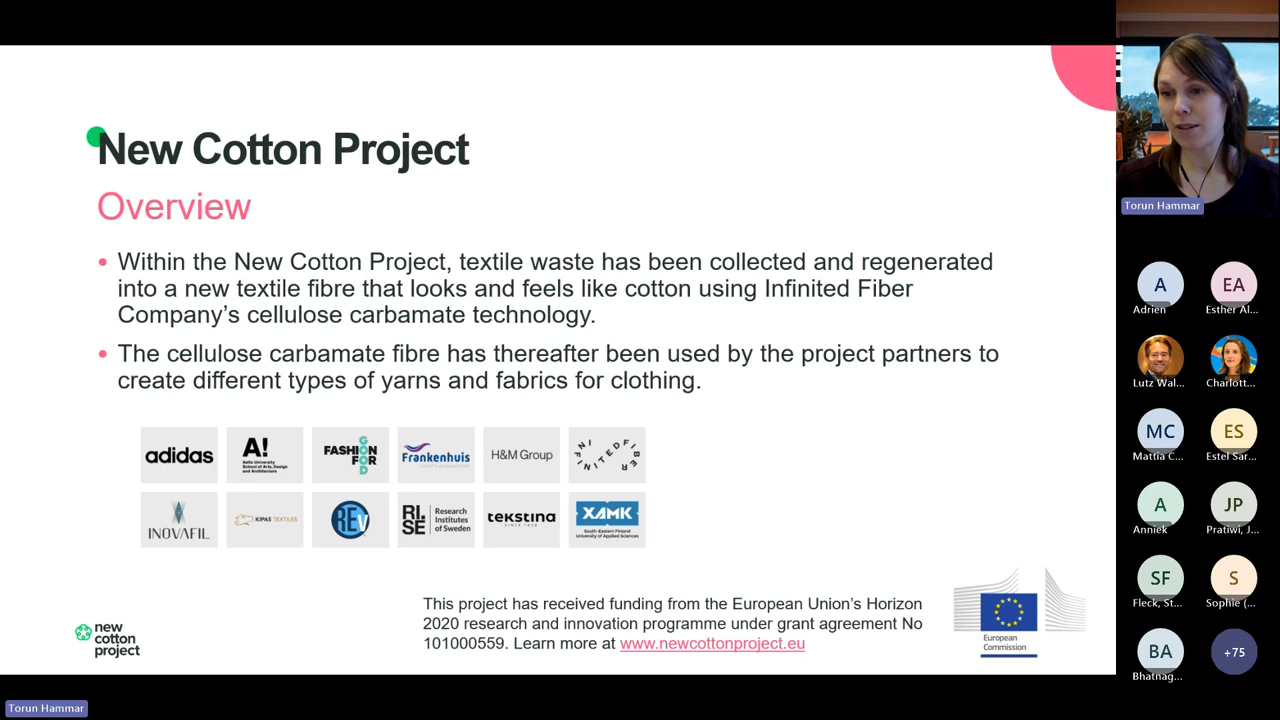 New Cotton Project
Overview
• Within the New Cotton Project, textile waste has been collected and regenerated
into a new textile fibre that looks and feels like cotton using Infinited Fiber
Company's cellulose carbamate technology.
• The cellulose carbamate fibre has thereafter been used by the project partners to
create different types of yarns and fabrics for clothing.
adidas
A!
Aalto University
School of Arts, Design
and Architecture
FASHION
FOR
GOOD
Frankenhuis
H&M Group
INFINITED FIBER
INOVAFIL
KIPAS TEXTILES
REV
RI.
SE
Research
Institutes
of Sweden
tekstina
SINCE 1828
XAMK
South-Eastern Finland
University of Applied Sciences
This project has received funding from the European Union's Horizon
2020 research and innovation programme under grant agreement No
101000559. Learn more at www.newcottonproject.eu
new
cotton
project
European
Commission
Torun Hammar
A
Adrien
EA
Esther Al...
Lutz Wal...
Charlott...
MC
Mattia C...
ES
Estel Sar...
A
Anniek
JP
Pratiwi, J...
SF
Fleck, St...
S
Sophie (...
BA
Bhatnag...
+75
Torun Hammar